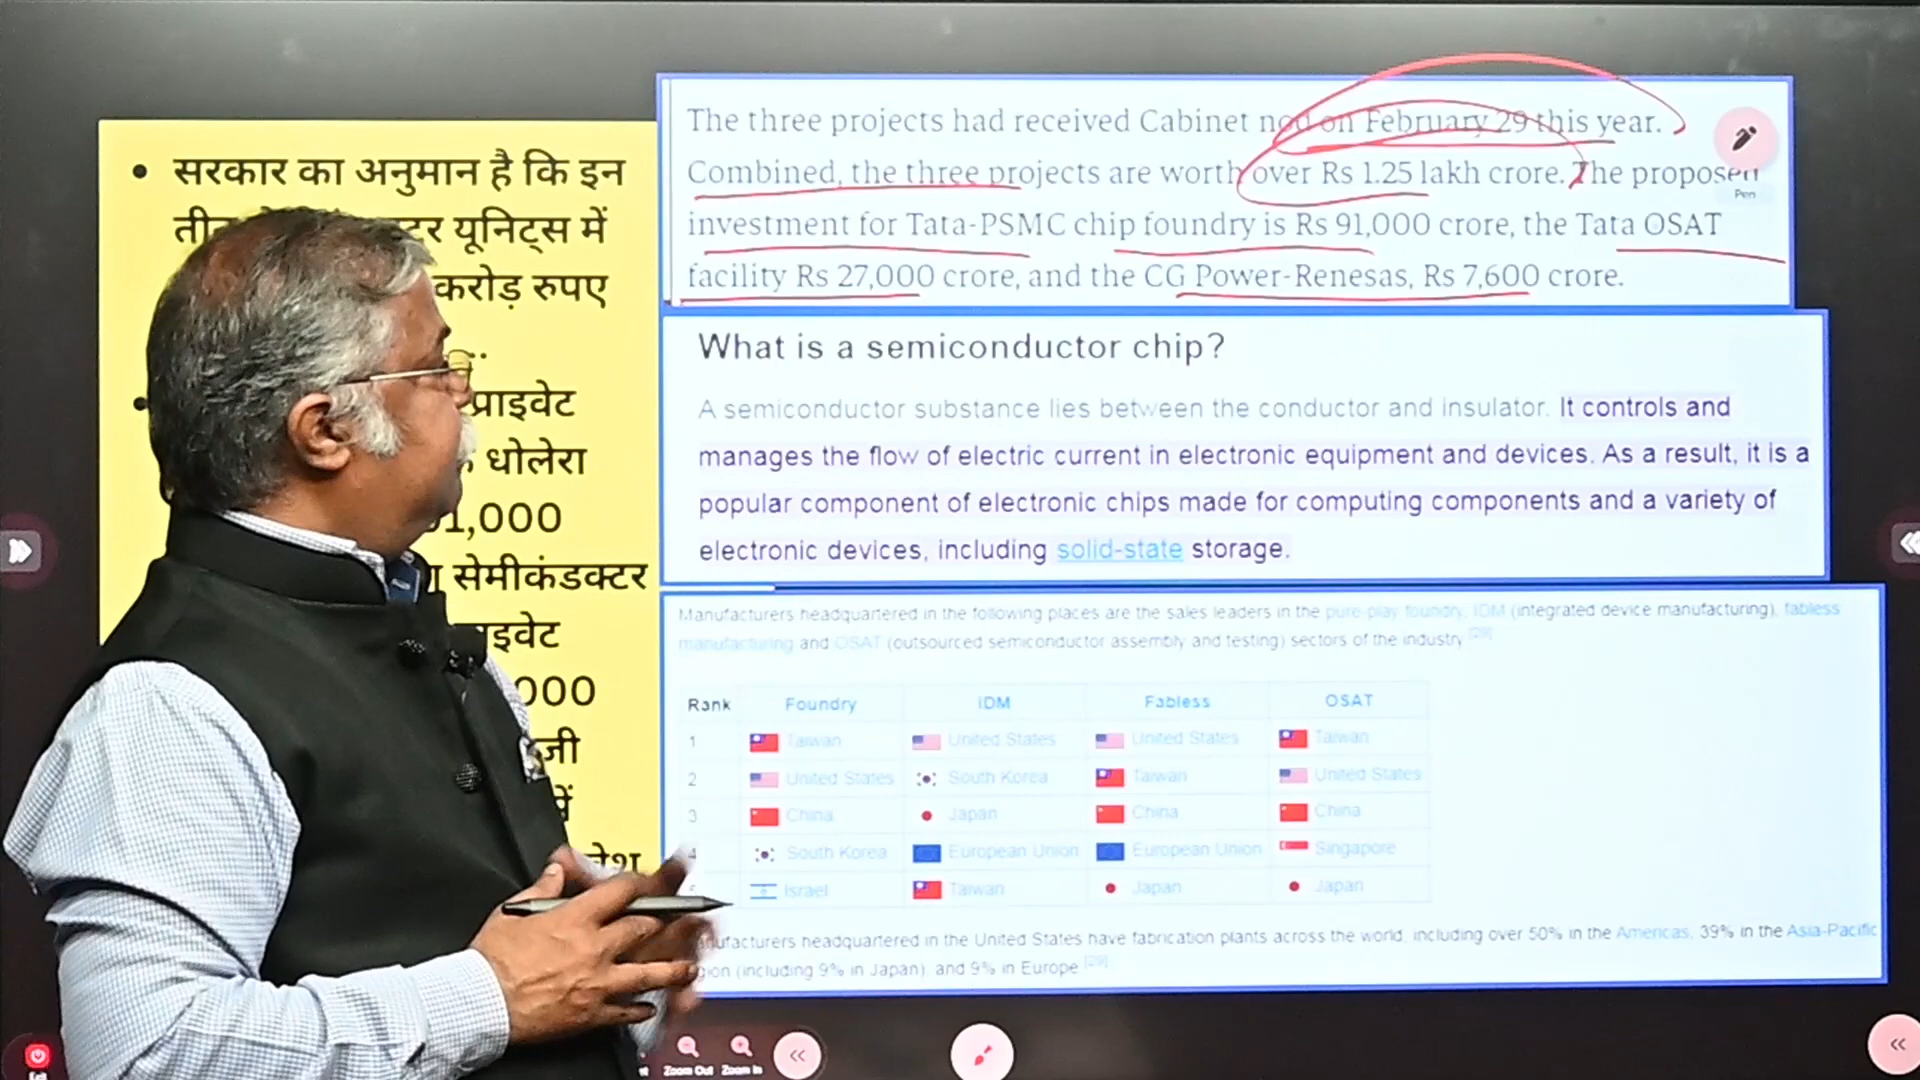 सरकार का अनुमान है कि इन
यूनिट्स में
करोड़ रुपए
..
प्राइवेट
धोलेरा
91,000
सेमीकंडक्टर
000
जी
The three projects had received Cabinet nod on February 29 this year.
Combined, the three projects are worth over Rs 1.25 lakh crore. The proposed
investment for Tata-PSMC chip foundry is Rs 91,000 crore, the Tata OSAT
facility Rs 27,000 crore, and the CG Power-Renesas, Rs 7,600 crore.
Pen
What is a semiconductor chip?
A semiconductor substance lies between the conductor and insulator. It controls and
manages the flow of electric current in electronic equipment and devices. As a result, it is a
popular component of electronic chips made for computing components and a variety of
electronic devices, including solid-state storage.
Manufacturers headquartered in the following places are the sales leaders in the pure-play foundry, IDM (integrated device manufacturing), fabless
manufacturing and OSAT (outsourced semiconductor assembly and testing) sectors of the industry
Rank Foundry IDM Fabless OSAT
1 Taiwan United States United States Taiwan
2 United States South Korea Taiwan United States
3 China Japan China China
4 South Korea European Union European Union Singapore
5 Israel Taiwan Japan Japan
Manufacturers headquartered in the United States have fabrication plants across the world, including over 50% in the Americas, 39% in the Asia-Pacific
region (including 9% in Japan), and 9% in Europe
Zoom Out Zoom In